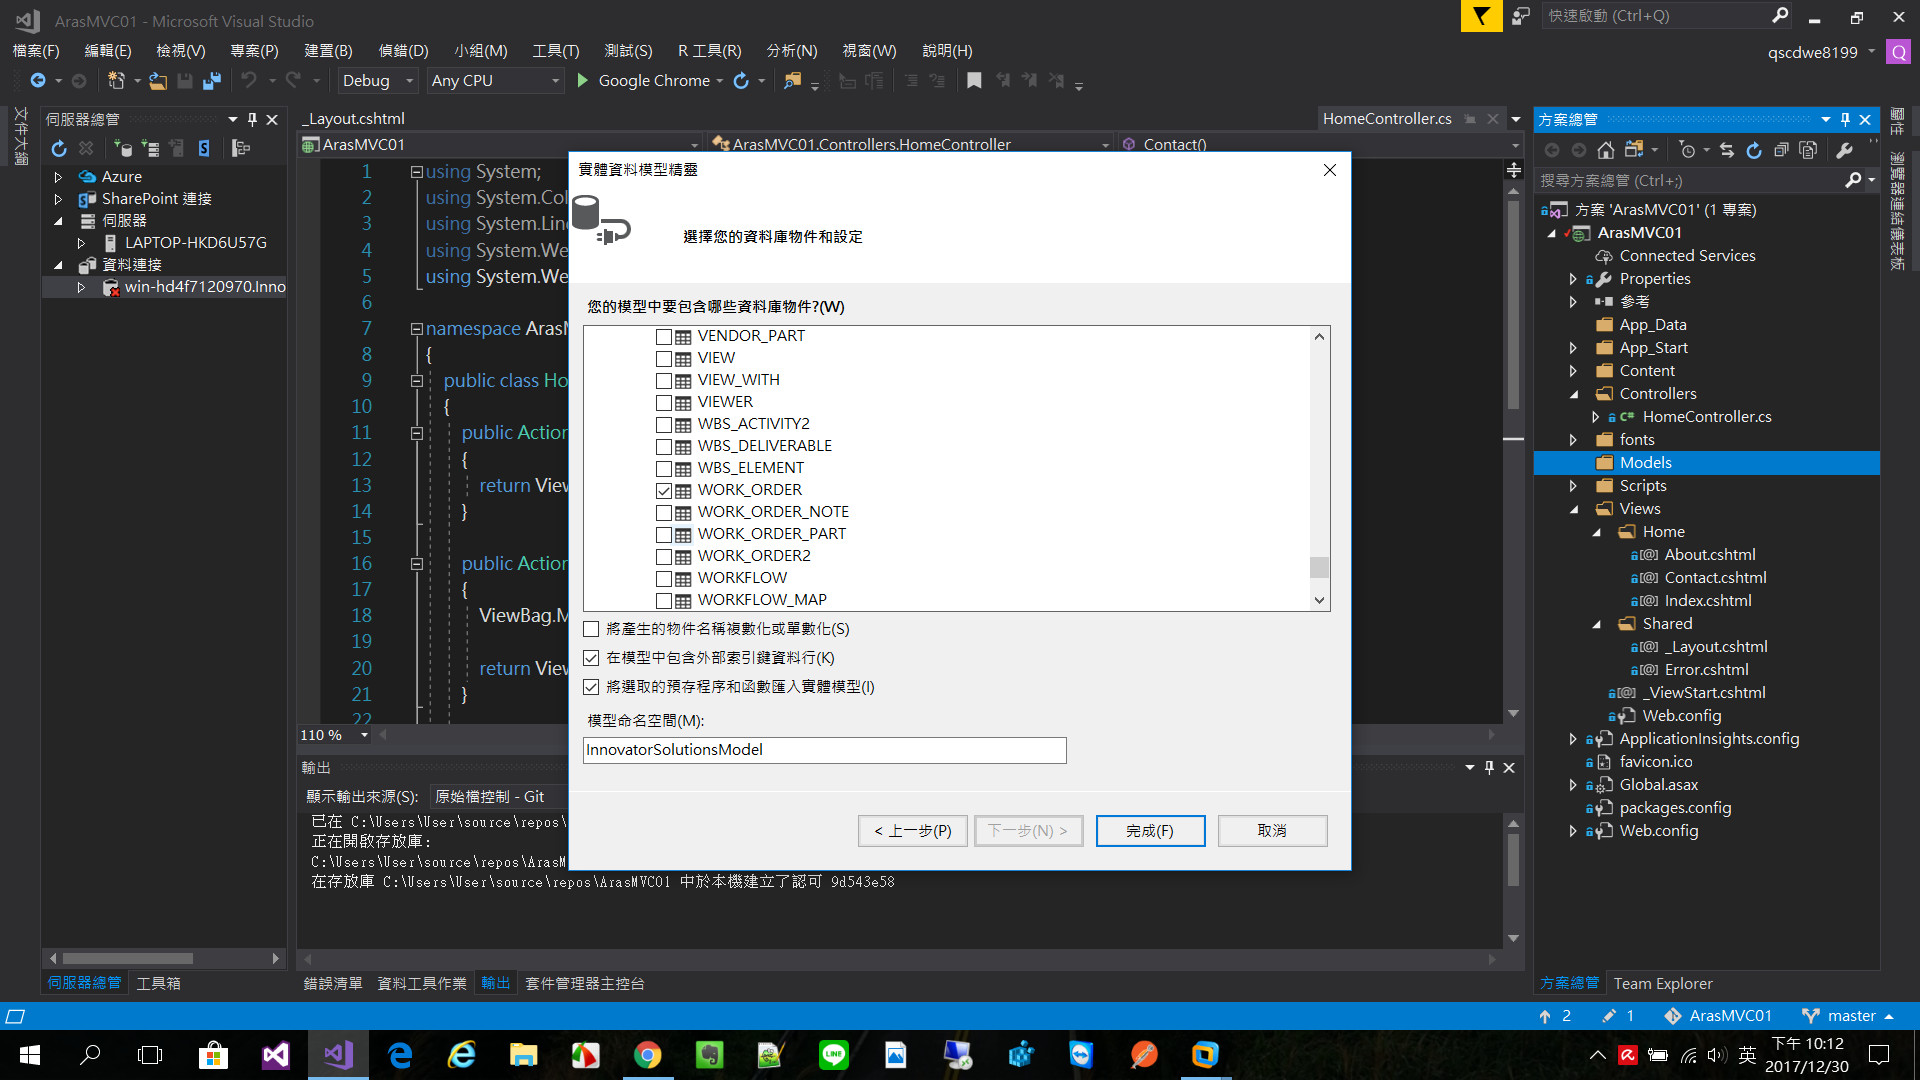 ArasMVC01 - Microsoft Visual Studio
快速啟動 (Ctrl+Q)
檔案(F) 編輯(E) 檢視(V) 專案(P) 建置(B) 偵錯(D) 小組(M) 工具(T) 測試(S) R 工具(R) 分析(N) 視窗(W) 說明(H)
qscdwe8199 Q
Debug Any CPU Google Chrome
文件大綱
伺服器總管
Azure
SharePoint 連接
伺服器
LAPTOP-HKD6U57G
資料連接
win-hd4f7120970.Inno
伺服器總管 工具箱
_Layout.cshtml HomeController.cs
ArasMVC01 ArasMVC01.Controllers.HomeController Contact()
1 using System;
2 using System.Col
3 using System.Lin
4 using System.We
5 using System.We
6
7 namespace Aras
8 {
9 public class Ho
10 {
11 public Action
12 {
13 return View
14 }
15
16 public Action
17 {
18 ViewBag.M
19
20 return View
21 }
22
110 %
實體資料模型精靈
選擇您的資料庫物件和設定
您的模型中要包含哪些資料庫物件?(W)
VENDOR_PART
VIEW
VIEW_WITH
VIEWER
WBS_ACTIVITY2
WBS_DELIVERABLE
WBS_ELEMENT
WORK_ORDER
WORK_ORDER_NOTE
WORK_ORDER_PART
WORK_ORDER2
WORKFLOW
WORKFLOW_MAP
將產生的物件名稱複數化或單數化(S)
在模型中包含外部索引鍵資料行(K)
將選取的預存程序和函數匯入實體模型(I)
模型命名空間(M):
InnovatorSolutionsModel
< 上一步(P) 下一步(N) > 完成(F) 取消
輸出
顯示輸出來源(S): 原始檔控制 - Git
已在 C:\Users\User\source\repos\
正在開啟存放庫:
C:\Users\User\source\repos\ArasM
在存放庫 C:\Users\User\source\repos\ArasMVC01 中於本機建立了認可 9d543e58
錯誤清單 資料工具作業 輸出 套件管理器主控台
方案總管
搜尋方案總管 (Ctrl+;)
方案 'ArasMVC01' (1 專案)
ArasMVC01
Connected Services
Properties
參考
App_Data
App_Start
Content
Controllers
HomeController.cs
fonts
Models
Scripts
Views
Home
About.cshtml
Contact.cshtml
Index.cshtml
Shared
_Layout.cshtml
Error.cshtml
_ViewStart.cshtml
Web.config
ApplicationInsights.config
favicon.ico
Global.asax
packages.config
Web.config
方案總管 Team Explorer
屬性
瀏覽器連結儀表板
2 1 ArasMVC01 master
英
下午 10:12
2017/12/30